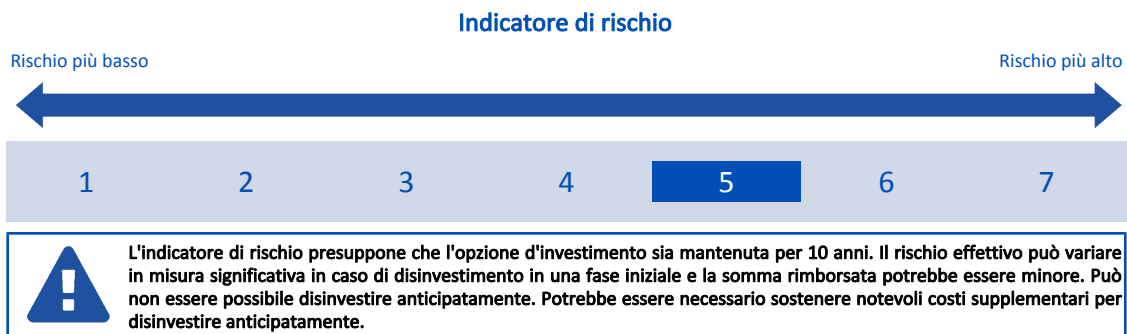 Indicatore di rischio
Rischio più basso
Rischio più alto
1 2 3 4 5 6 7
L'indicatore di rischio presuppone che l'opzione d'investimento sia mantenuta per 10 anni. Il rischio effettivo può variare
in misura significativa in caso di disinvestimento in una fase iniziale e la somma rimborsata potrebbe essere minore. Può
non essere possibile disinvestire anticipatamente. Potrebbe essere necessario sostenere notevoli costi supplementari per
disinvestire anticipatamente.